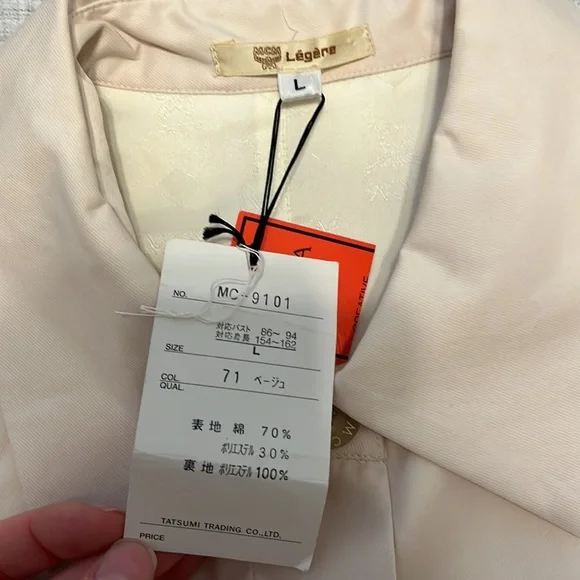 MCM Légère
L
NO. MC-9101
対応バスト 86～94
対応身長 154～162
SIZE L
COL. 71 ベージュ
QUAL.
表地 綿 70%
ポリエステル 30%
裏地 ポリエステル 100%
TATSUMI TRADING CO.,LTD.
PRICE